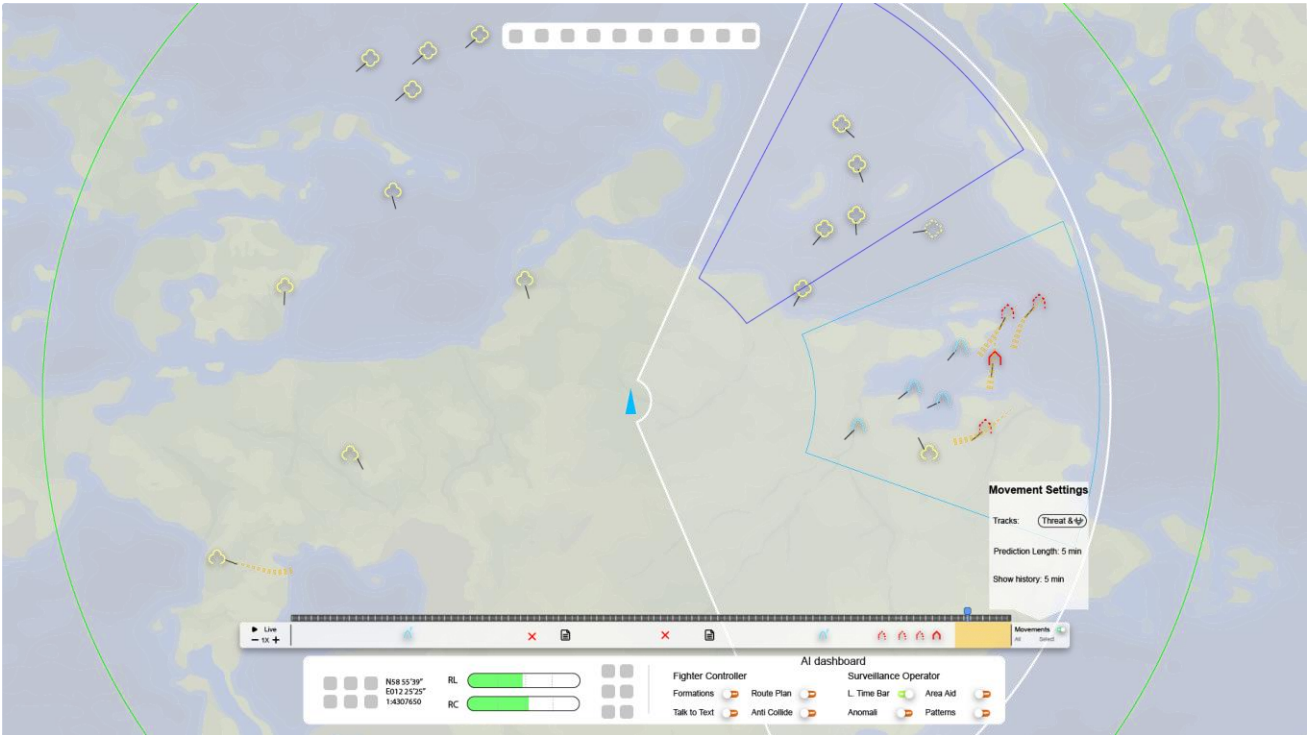 Movement Settings
Tracks: Threat &
Prediction Length: 5 min
Show history: 5 min
Live
1X
Movements
All Select
AI dashboard
N58 55'39"
E012 25'25"
1:4307650
RL
RC
Fighter Controller
Formations Route Plan
Talk to Text Anti Collide
Surveillance Operator
L. Time Bar Area Aid
Anomali Patterns